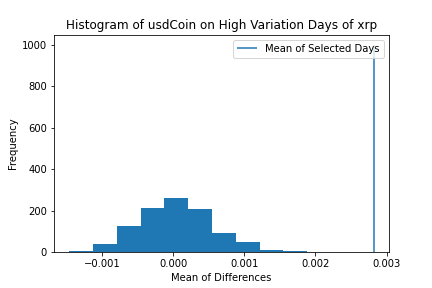 Histogram of usdCoin on High Variation Days of xrp
Mean of Selected Days
Frequency
1000
800
600
400
200
0
−0.001
0.000
0.001
0.002
0.003
Mean of Differences